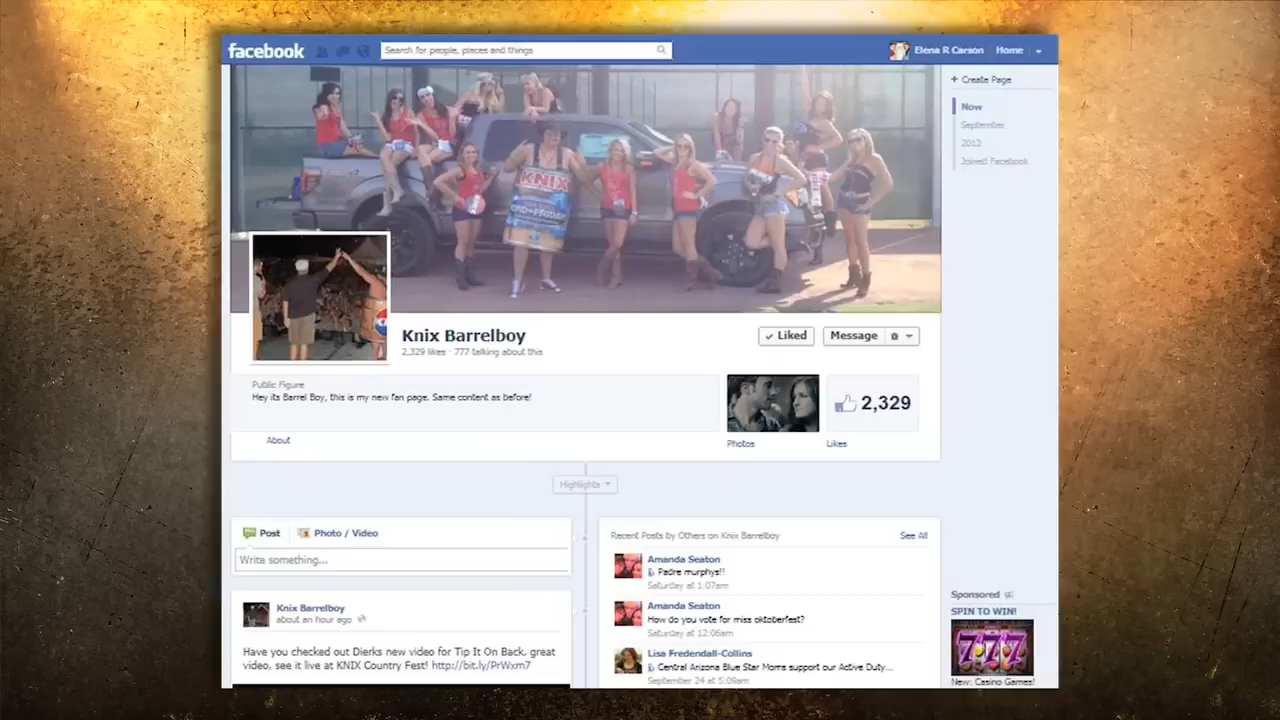 facebook
Search for people, places and things
Elena R Carson
Home
+ Create Page
Now
September
2012
Joined Facebook
KNIX
Knix Barrelboy
2,329 likes · 777 talking about this
Liked
Message
Public Figure
Hey its Barrel Boy, this is my new fan page. Same content as before!
About
Photos
2,329
Likes
Highlights
Post
Photo / Video
Write something...
Knix Barrelboy
about an hour ago
Have you checked out Dierks new video for Tip It On Back, great
video, see it live at KNIX Country Fest! http://bit.ly/PrWxm7
Recent Posts by Others on Knix Barrelboy
See All
Amanda Seaton
Padre murphys!!
Saturday at 1:07am
Amanda Seaton
How do you vote for miss oktoberfest?
Saturday at 12:06am
Lisa Fredendall-Collins
Central Arizona Blue Star Moms support our Active Duty...
September 24 at 5:09am
Sponsored
SPIN TO WIN!
777
New: Casino Games!